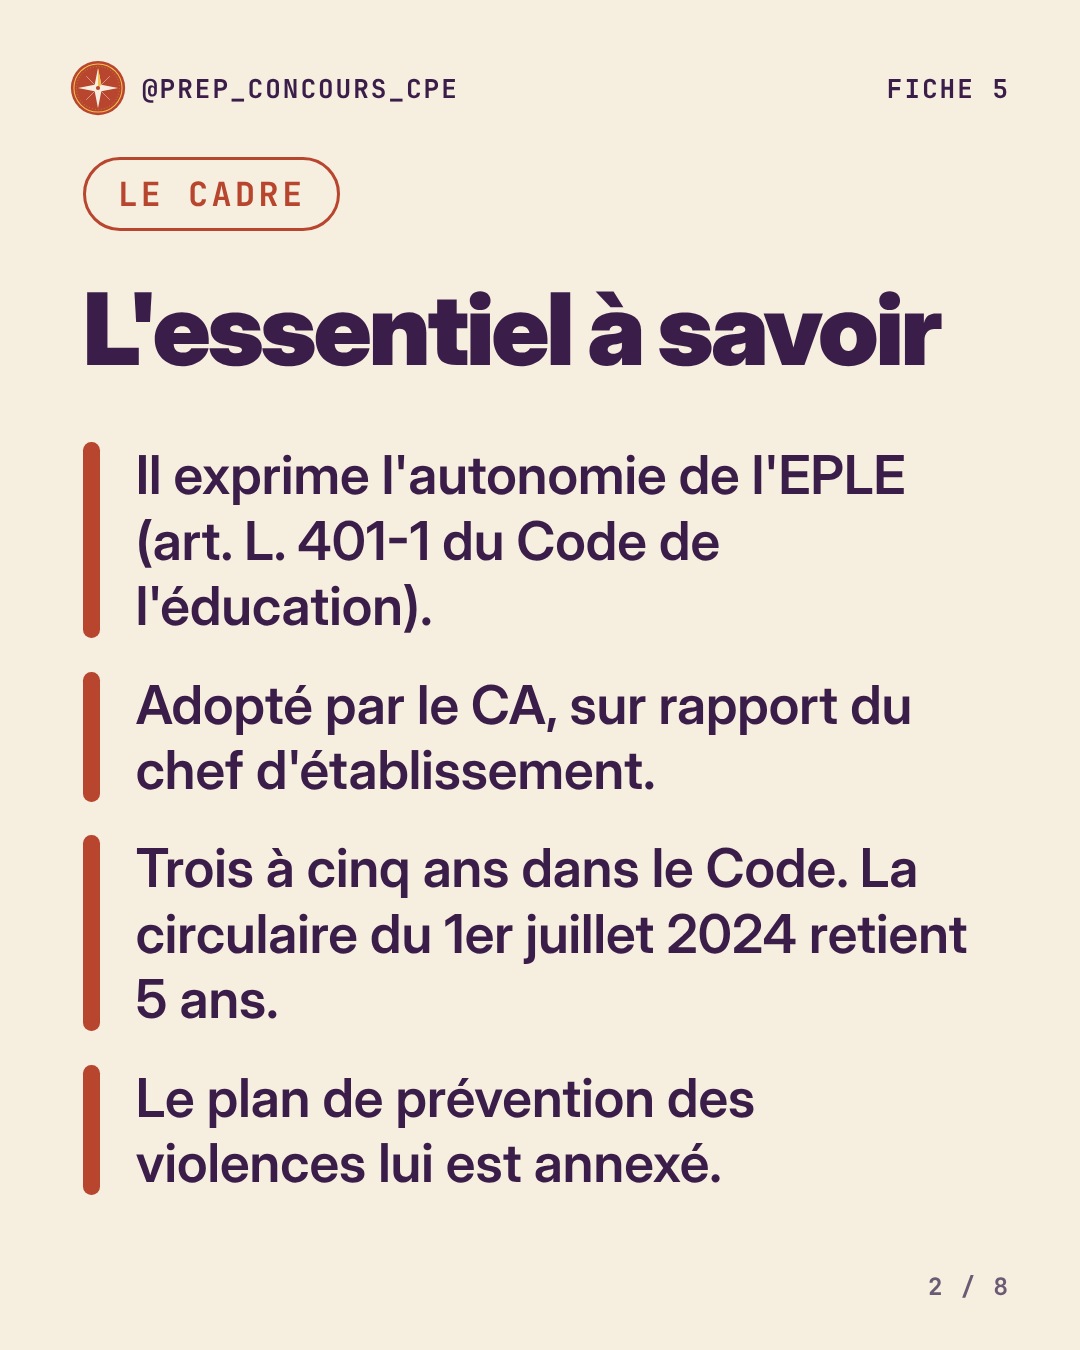 @PREP_CONCOURS_CPE
FICHE 5
LE CADRE
L'essentiel à savoir
Il exprime l'autonomie de l'EPLE
(art. L. 401-1 du Code de
l'éducation).
Adopté par le CA, sur rapport du
chef d'établissement.
Trois à cinq ans dans le Code. La
circulaire du 1er juillet 2024 retient
5 ans.
Le plan de prévention des
violences lui est annexé.
2 / 8